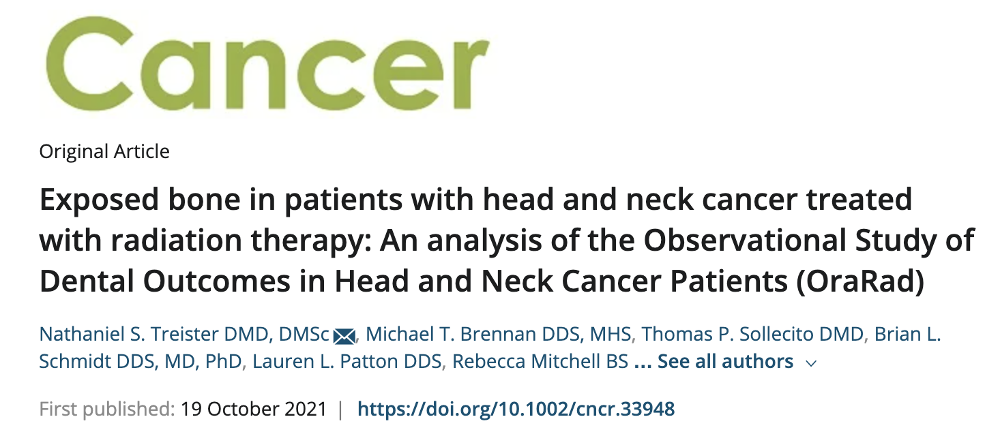 Cancer
Original Article
Exposed bone in patients with head and neck cancer treated
with radiation therapy: An analysis of the Observational Study of
Dental Outcomes in Head and Neck Cancer Patients (OraRad)
Nathaniel S. Treister DMD, DMSc, Michael T. Brennan DDS, MHS, Thomas P. Sollecito DMD, Brian L.
Schmidt DDS, MD, PhD, Lauren L. Patton DDS, Rebecca Mitchell BS ... See all authors
First published: 19 October 2021 | https://doi.org/10.1002/cncr.33948